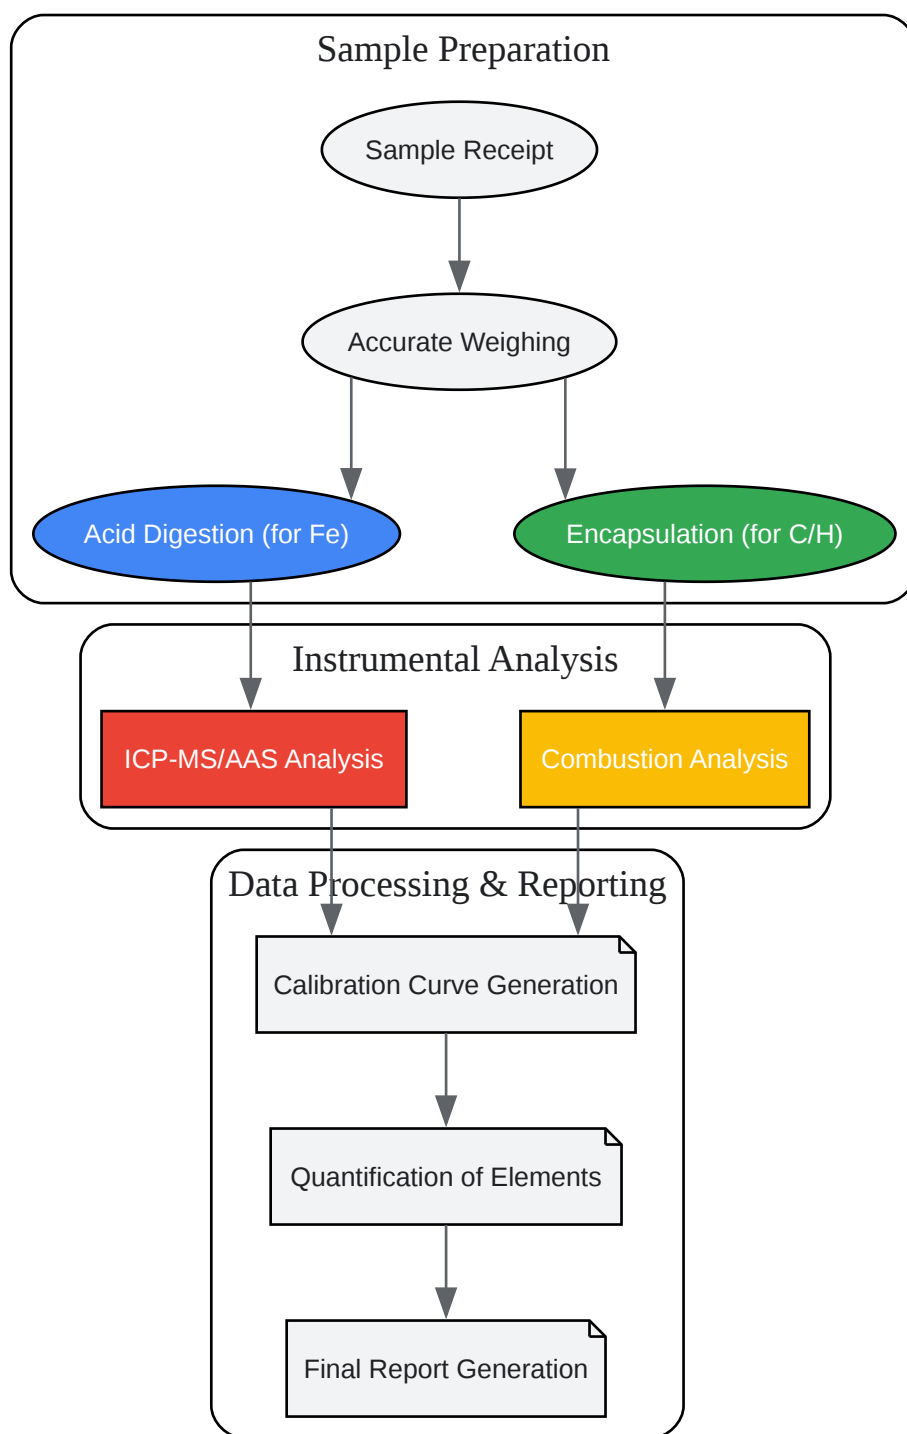 Sample Preparation
Sample Receipt
Accurate Weighing
Acid Digestion (for Fe)
Encapsulation (for C/H)
Instrumental Analysis
ICP-MS/AAS Analysis
Combustion Analysis
Data Processing & Reporting
Calibration Curve Generation
Quantification of Elements
Final Report Generation